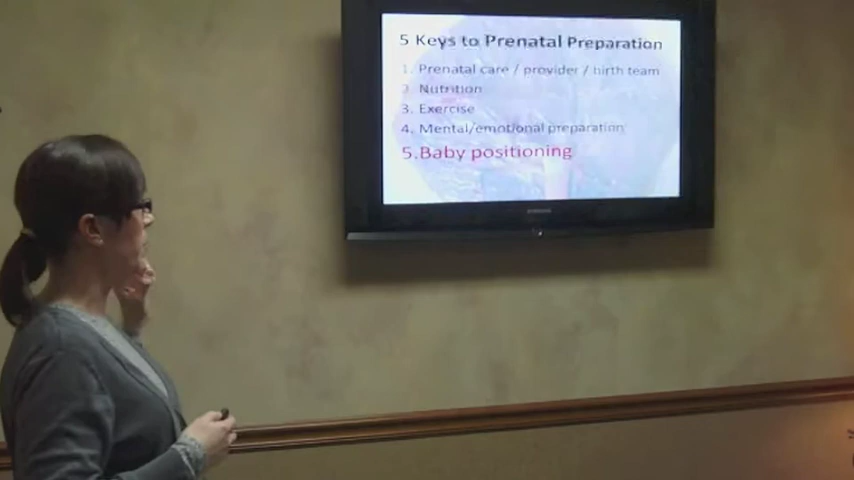 5 Keys to Prenatal Preparation
1. Prenatal care / provider / birth team
2. Nutrition
3. Exercise
4. Mental/emotional preparation
5.Baby positioning
SAMSUNG